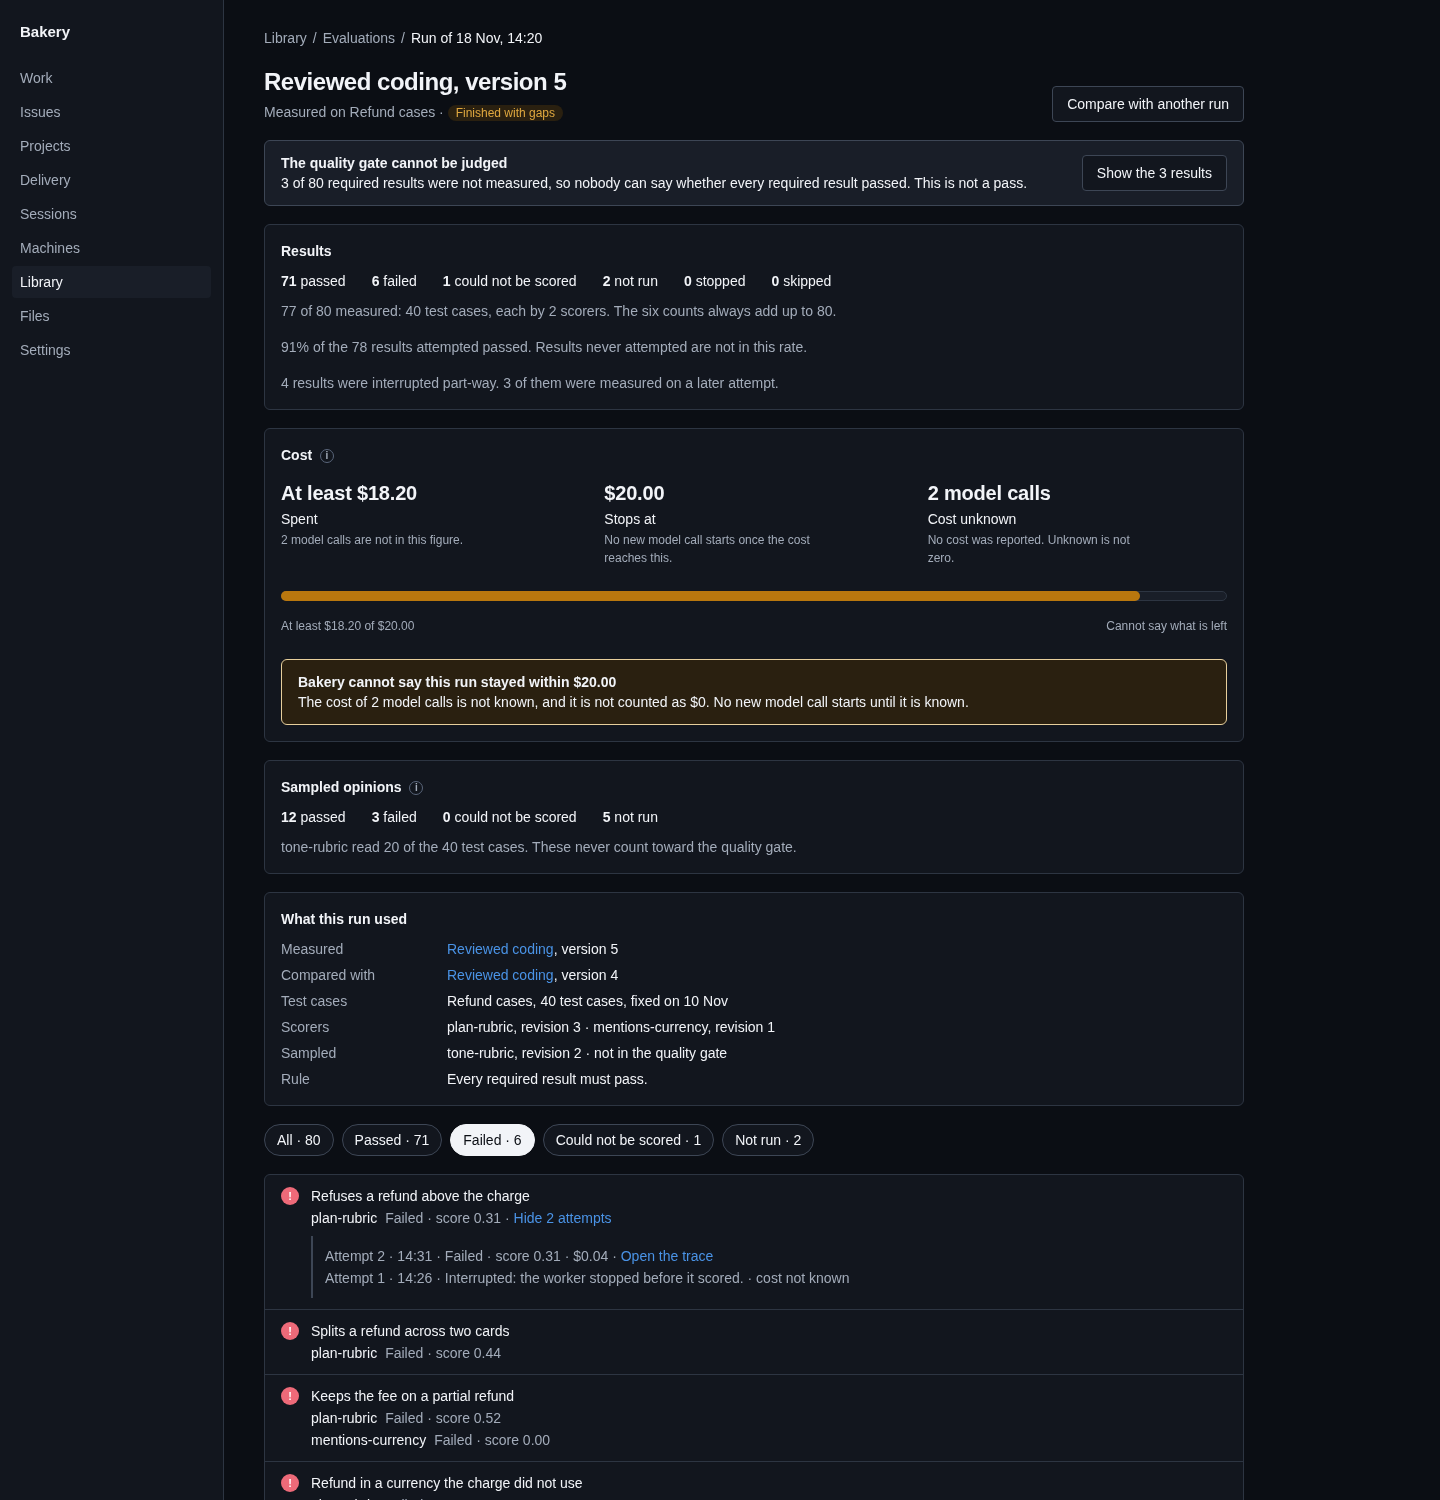 Bakery
Work
Issues
Projects
Delivery
Sessions
Machines
Library
Files
Settings
Library / Evaluations / Run of 18 Nov, 14:20
Reviewed coding, version 5
Measured on Refund cases · Finished with gaps
Compare with another run
The quality gate cannot be judged
3 of 80 required results were not measured, so nobody can say whether every required result passed. This is not a pass.
Show the 3 results
Results
71 passed 6 failed 1 could not be scored 2 not run 0 stopped 0 skipped
77 of 80 measured: 40 test cases, each by 2 scorers. The six counts always add up to 80.
91% of the 78 results attempted passed. Results never attempted are not in this rate.
4 results were interrupted part-way. 3 of them were measured on a later attempt.
Cost i
At least $18.20
Spent
2 model calls are not in this figure.
$20.00
Stops at
No new model call starts once the cost
reaches this.
2 model calls
Cost unknown
No cost was reported. Unknown is not
zero.
At least $18.20 of $20.00
Cannot say what is left
Bakery cannot say this run stayed within $20.00
The cost of 2 model calls is not known, and it is not counted as $0. No new model call starts until it is known.
Sampled opinions i
12 passed 3 failed 0 could not be scored 5 not run
tone-rubric read 20 of the 40 test cases. These never count toward the quality gate.
What this run used
Measured Reviewed coding, version 5
Compared with Reviewed coding, version 4
Test cases Refund cases, 40 test cases, fixed on 10 Nov
Scorers plan-rubric, revision 3 · mentions-currency, revision 1
Sampled tone-rubric, revision 2 · not in the quality gate
Rule Every required result must pass.
All · 80 Passed · 71 Failed · 6 Could not be scored · 1 Not run · 2
! Refuses a refund above the charge
plan-rubric Failed · score 0.31 · Hide 2 attempts
Attempt 2 · 14:31 · Failed · score 0.31 · $0.04 · Open the trace
Attempt 1 · 14:26 · Interrupted: the worker stopped before it scored. · cost not known
! Splits a refund across two cards
plan-rubric Failed · score 0.44
! Keeps the fee on a partial refund
plan-rubric Failed · score 0.52
mentions-currency Failed · score 0.00
! Refund in a currency the charge did not use